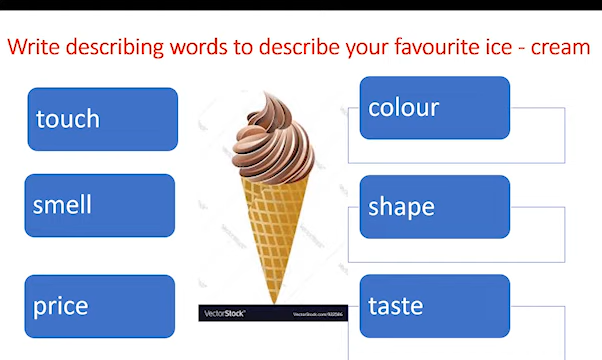 Write describing words to describe your favourite ice - cream
touch
colour
smell
shape
price
taste
VectorStock